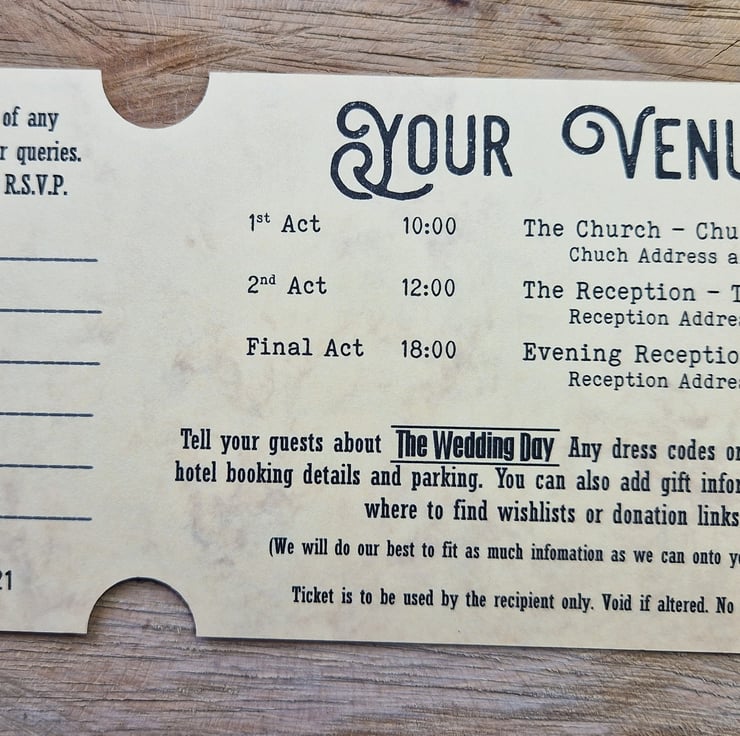 of any
r queries.
R.S.V.P.
21
YOUR VENU
1st Act 10:00 The Church - Chu
Chuch Address a
2nd Act 12:00 The Reception - T
Reception Addre
Final Act 18:00 Evening Receptio
Reception Addre
Tell your guests about The Wedding Day Any dress codes or
hotel booking details and parking. You can also add gift infor
where to find wishlists or donation links
(We will do our best to fit as much infomation as we can onto y
Ticket is to be used by the recipient only. Void if altered. No